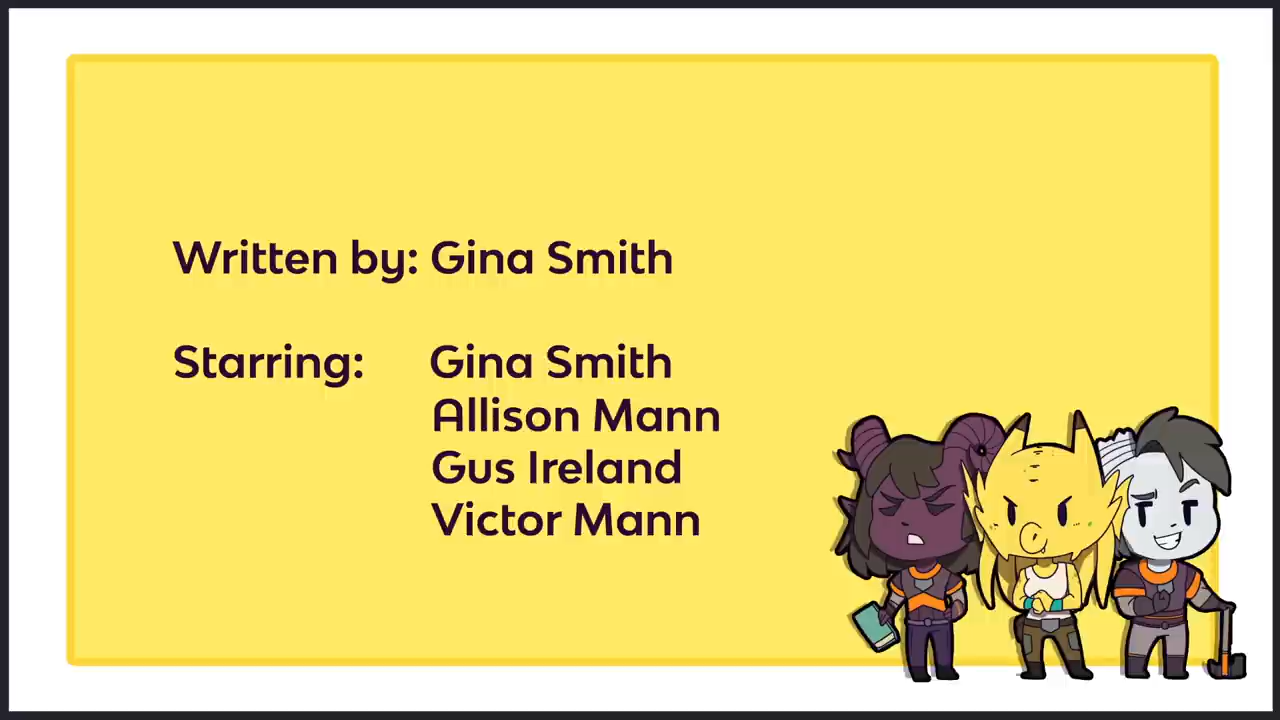 Written by: Gina Smith
Starring: Gina Smith
Allison Mann
Gus Ireland
Victor Mann